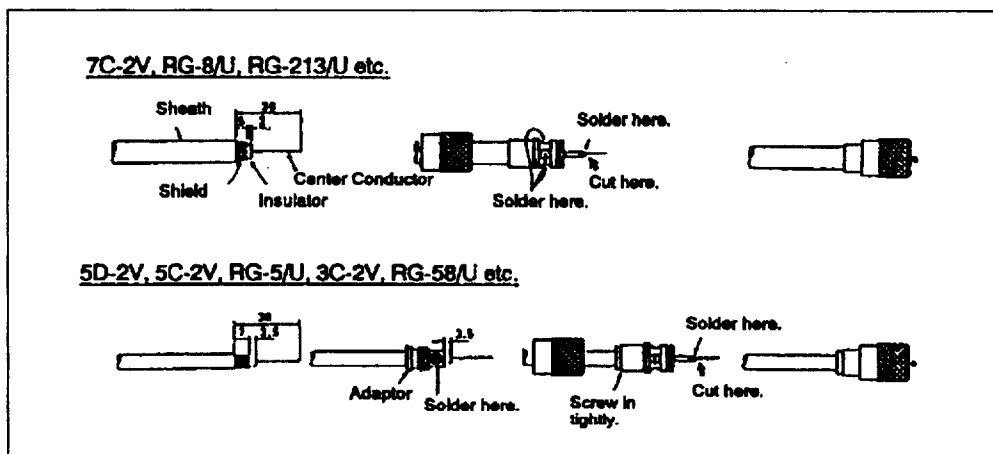 7C-2V, RG-8/U, RG-213/U etc.
Sheath
Shield
Insulator
Center Conductor
Solder here.
Cut here.
Solder here.
5D-2V, 5C-2V, RG-5/U, 3C-2V, RG-58/U etc.
Adaptor
Solder here.
3.5
Screw in
tightly.
Solder here.
Cut here.